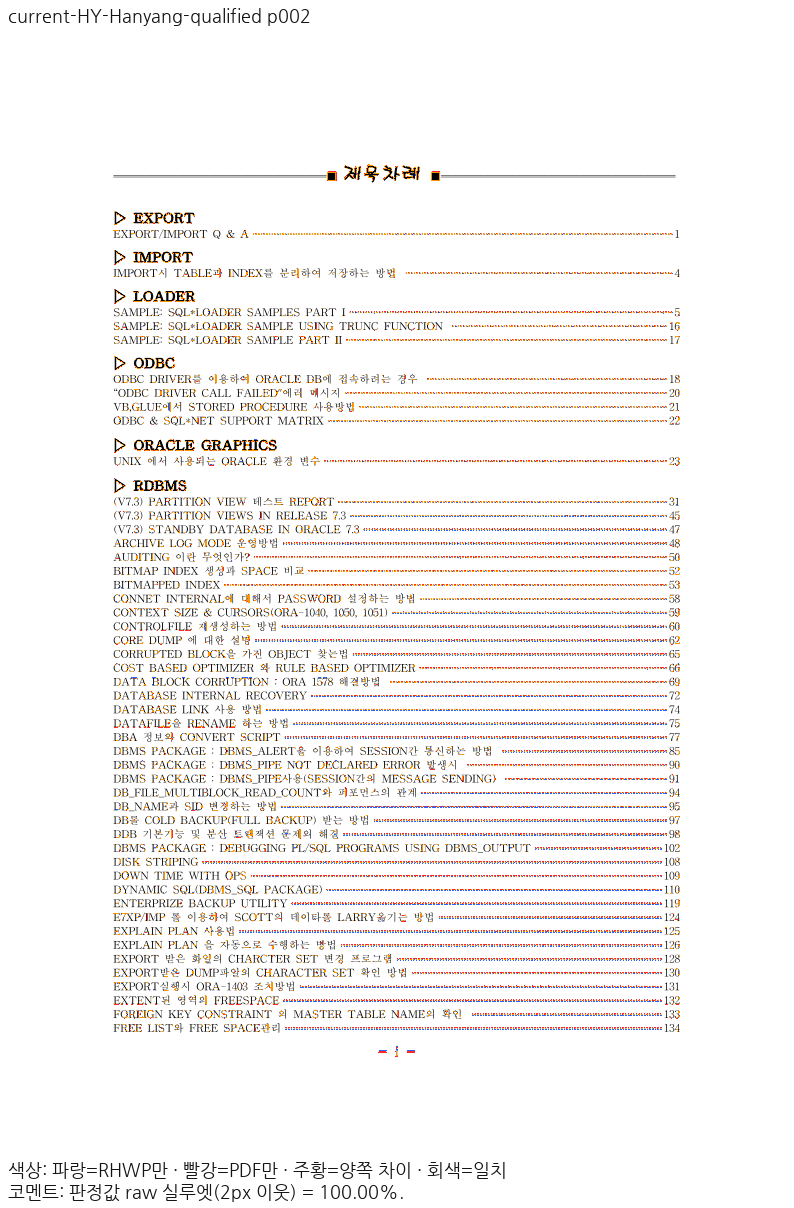 current-HY-Hanyang-qualified p002
■ 제목차례 ■
▷ EXPORT
EXPORT/IMPORT Q & A 1
▷ IMPORT
IMPORT시 TABLE과 INDEX를 분리하여 저장하는 방법 4
▷ LOADER
SAMPLE: SQL*LOADER SAMPLES PART I 5
SAMPLE: SQL*LOADER SAMPLE USING TRUNC FUNCTION 16
SAMPLE: SQL*LOADER SAMPLE PART II 17
▷ ODBC
ODBC DRIVER를 이용하여 ORACLE DB에 접속하려는 경우 18
"ODBC DRIVER CALL FAILED"에러 메시지 20
VB,GLUE에서 STORED PROCEDURE 사용방법 21
ODBC & SQL*NET SUPPORT MATRIX 22
▷ ORACLE GRAPHICS
UNIX 에서 사용되는 ORACLE 환경 변수 23
▷ RDBMS
(V7.3) PARTITION VIEW 테스트 REPORT 31
(V7.3) PARTITION VIEWS IN RELEASE 7.3 45
(V7.3) STANDBY DATABASE IN ORACLE 7.3 47
ARCHIVE LOG MODE 운영방법 48
AUDITING 이란 무엇인가? 50
BITMAP INDEX 생성과 SPACE 비교 52
BITMAPPED INDEX 53
CONNET INTERNAL에 대해서 PASSWORD 설정하는 방법 58
CONTEXT SIZE & CURSORS(ORA-1040, 1050, 1051) 59
CONTROLFILE 재생성하는 방법 60
CORE DUMP 에 대한 설명 62
CORRUPTED BLOCK을 가진 OBJECT 찾는법 65
COST BASED OPTIMIZER 와 RULE BASED OPTIMIZER 66
DATA BLOCK CORRUPTION : ORA 1578 해결방법 69
DATABASE INTERNAL RECOVERY 72
DATABASE LINK 사용 방법 74
DATAFILE을 RENAME 하는 방법 75
DBA 정보와 CONVERT SCRIPT 77
DBMS PACKAGE : DBMS_ALERT을 이용하여 SESSION간 통신하는 방법 85
DBMS PACKAGE : DBMS_PIPE NOT DECLARED ERROR 발생시 90
DBMS PACKAGE : DBMS_PIPE사용(SESSION간의 MESSAGE SENDING) 91
DB_FILE_MULTIBLOCK_READ_COUNT와 퍼포먼스의 관계 94
DB_NAME과 SID 변경하는 방법 95
DB를 COLD BACKUP(FULL BACKUP) 받는 방법 97
DDB 기본기능 및 분산 트랜잭션 문제의 해결 98
DBMS PACKAGE : DEBUGGING PL/SQL PROGRAMS USING DBMS_OUTPUT 102
DISK STRIPING 108
DOWN TIME WITH OPS 109
DYNAMIC SQL(DBMS_SQL PACKAGE) 110
ENTERPRIZE BACKUP UTILITY 119
E7XP/IMP 를 이용하여 SCOTT의 데이타를 LARRY옮기는 방법 124
EXPLAIN PLAN 사용법 125
EXPLAIN PLAN 을 자동으로 수행하는 방법 126
EXPORT 받은 화일의 CHARCTER SET 변경 프로그램 128
EXPORT받은 DUMP파일의 CHARACTER SET 확인 방법 130
EXPORT실행시 ORA-1403 조치방법 131
EXTENT된 영역의 FREESPACE 132
FOREIGN KEY CONSTRAINT 의 MASTER TABLE NAME의 확인 133
FREE LIST와 FREE SPACE관리 134
- i -
색상: 파랑=RHWP만 · 빨강=PDF만 · 주황=양쪽 차이 · 회색=일치
코멘트: 판정값 raw 실루엣(2px 이웃) = 100.00%.